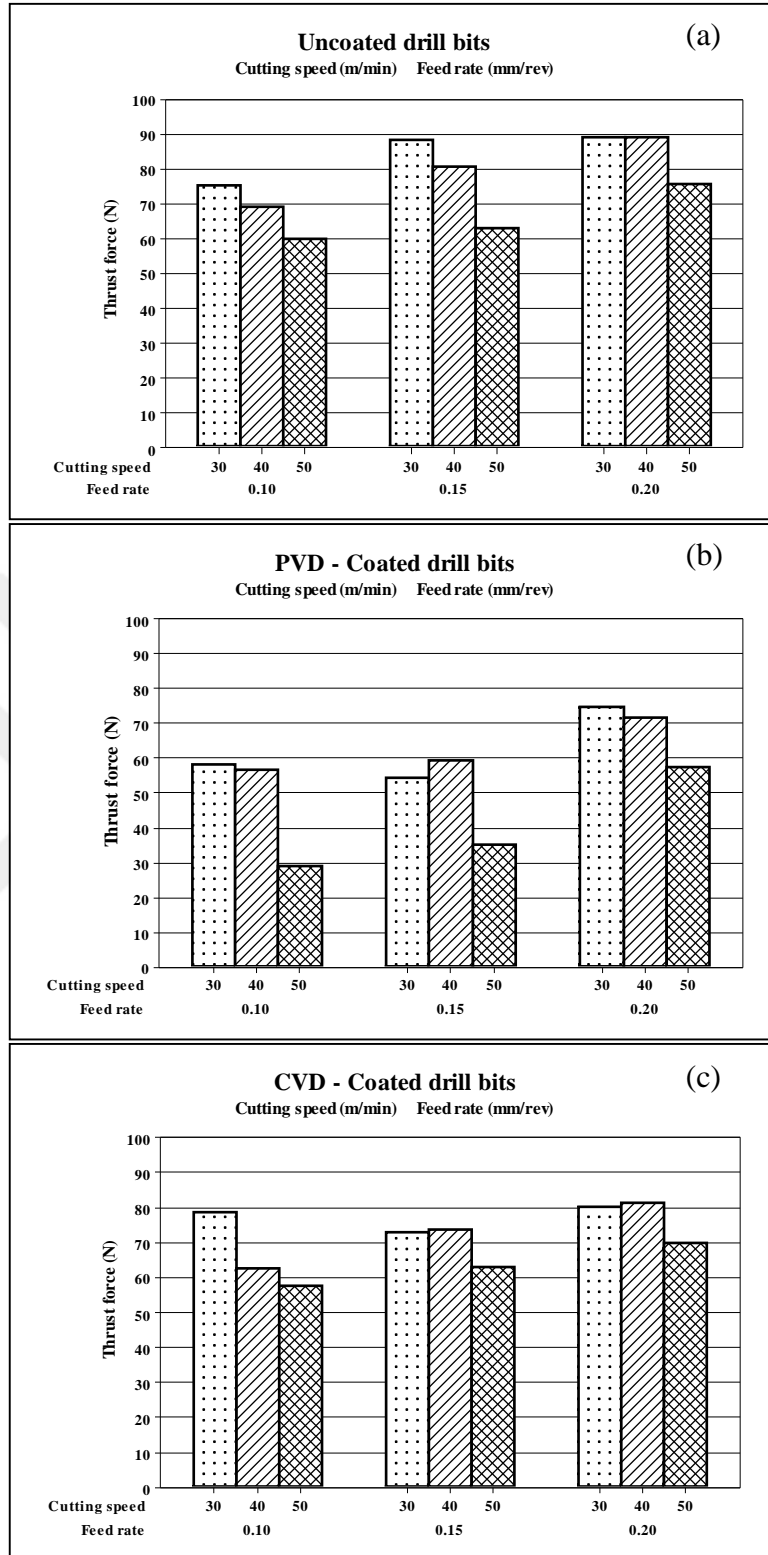 Uncoated drill bits
(a)
Cutting speed (m/min) Feed rate (mm/rev)
Thrust force (N)
100
90
80
70
60
50
40
30
20
10
0
Cutting speed 30 40 50 30 40 50 30 40 50
Feed rate 0.10 0.15 0.20
PVD - Coated drill bits
(b)
Cutting speed (m/min) Feed rate (mm/rev)
Thrust force (N)
100
90
80
70
60
50
40
30
20
10
0
Cutting speed 30 40 50 30 40 50 30 40 50
Feed rate 0.10 0.15 0.20
CVD - Coated drill bits
(c)
Cutting speed (m/min) Feed rate (mm/rev)
Thrust force (N)
100
90
80
70
60
50
40
30
20
10
0
Cutting speed 30 40 50 30 40 50 30 40 50
Feed rate 0.10 0.15 0.20